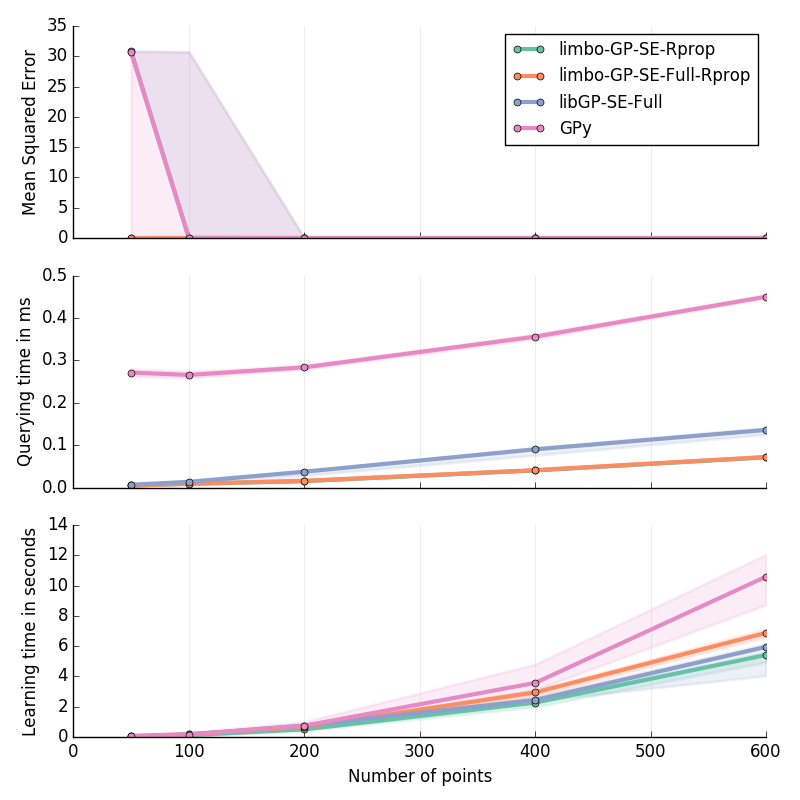 35
30
25
20
15
10
5
0
Mean Squared Error
limbo-GP-SE-Rprop
limbo-GP-SE-Full-Rprop
libGP-SE-Full
GPy
0.5
0.4
0.3
0.2
0.1
0.0
Querying time in ms
14
12
10
8
6
4
2
0
Learning time in seconds
0 100 200 300 400 500 600
Number of points